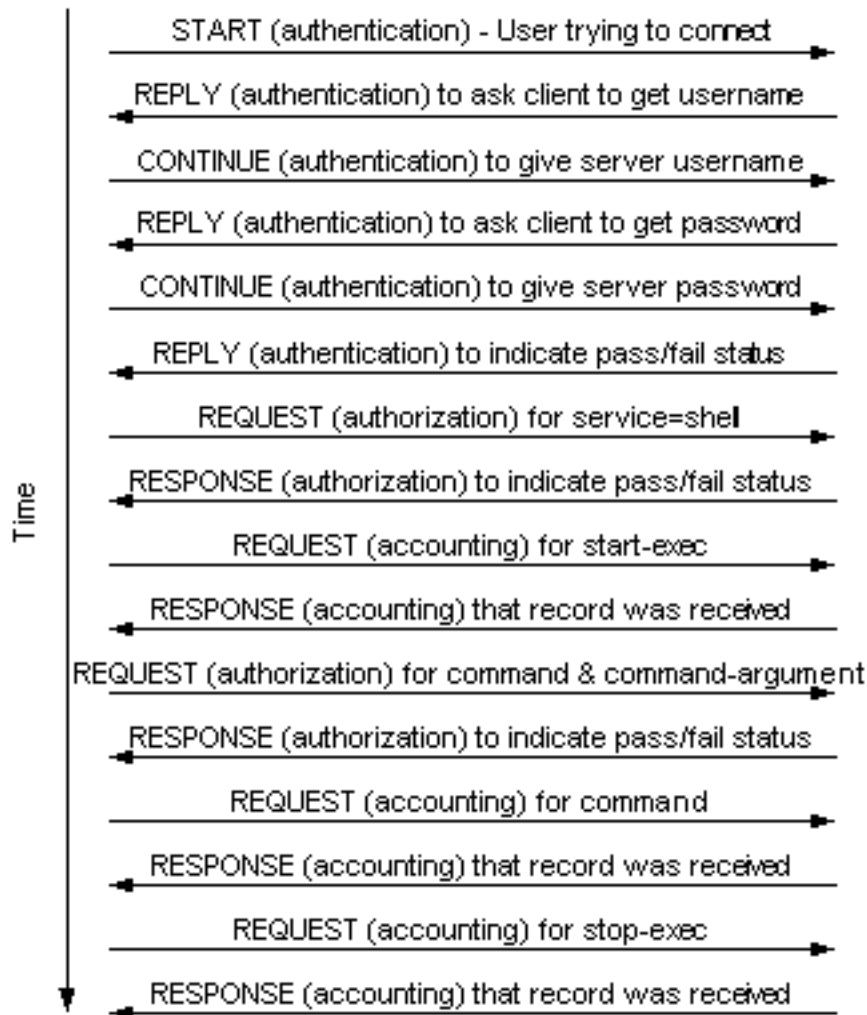 START (authentication) - User trying to connect
REPLY (authentication) to ask client to get username
CONTINUE (authentication) to give server username
REPLY (authentication) to ask client to get password
CONTINUE (authentication) to give server password
REPLY (authentication) to indicate pass/fail status
REQUEST (authorization) for service=shell
RESPONSE (authorization) to indicate pass/fail status
Time
REQUEST (accounting) for start-exec
RESPONSE (accounting) that record was received
REQUEST (authorization) for command & command-argument
RESPONSE (authorization) to indicate pass/fail status
REQUEST (accounting) for command
RESPONSE (accounting) that record was received
REQUEST (accounting) for stop-exec
RESPONSE (accounting) that record was received